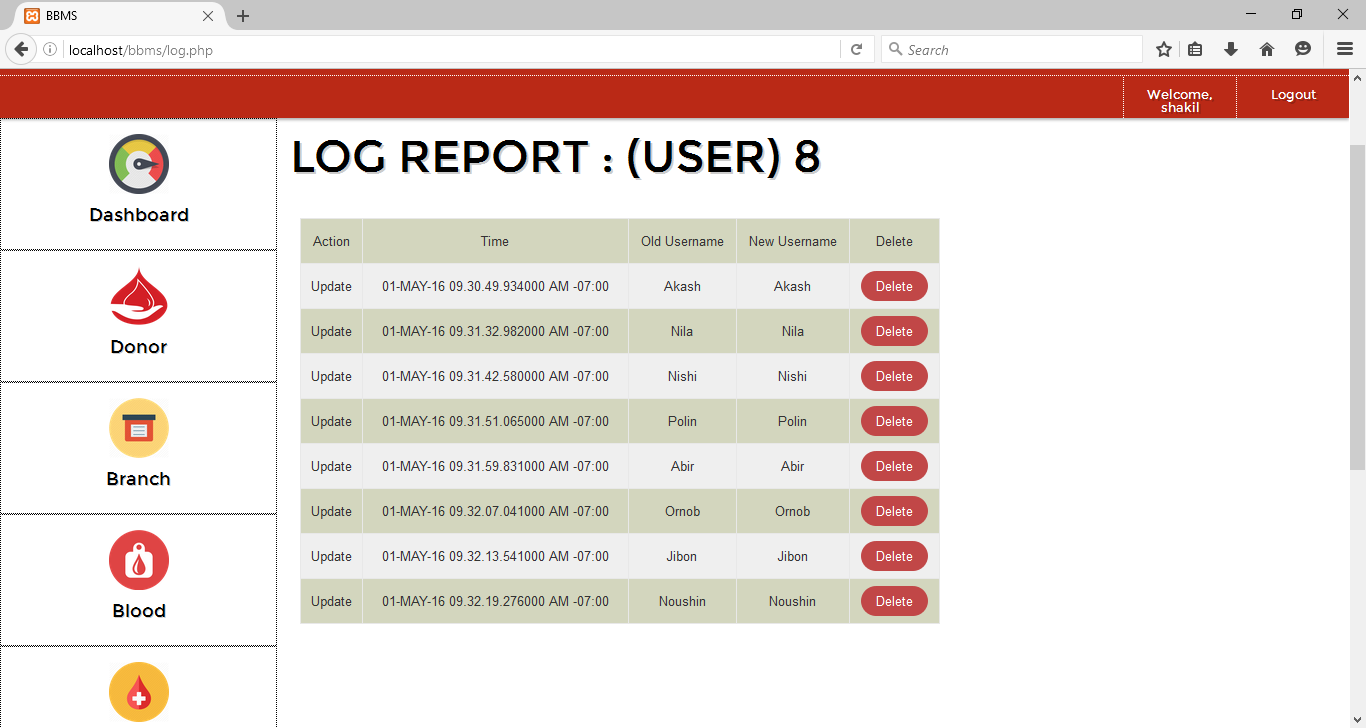 BBMS
localhost/bbms/log.php
Search
Welcome,
shakil
Logout
Dashboard
Donor
Branch
Blood
LOG REPORT : (USER) 8
Action Time Old Username New Username Delete
Update 01-MAY-16 09.30.49.934000 AM -07:00 Akash Akash Delete
Update 01-MAY-16 09.31.32.982000 AM -07:00 Nila Nila Delete
Update 01-MAY-16 09.31.42.580000 AM -07:00 Nishi Nishi Delete
Update 01-MAY-16 09.31.51.065000 AM -07:00 Polin Polin Delete
Update 01-MAY-16 09.31.59.831000 AM -07:00 Abir Abir Delete
Update 01-MAY-16 09.32.07.041000 AM -07:00 Ornob Ornob Delete
Update 01-MAY-16 09.32.13.541000 AM -07:00 Jibon Jibon Delete
Update 01-MAY-16 09.32.19.276000 AM -07:00 Noushin Noushin Delete